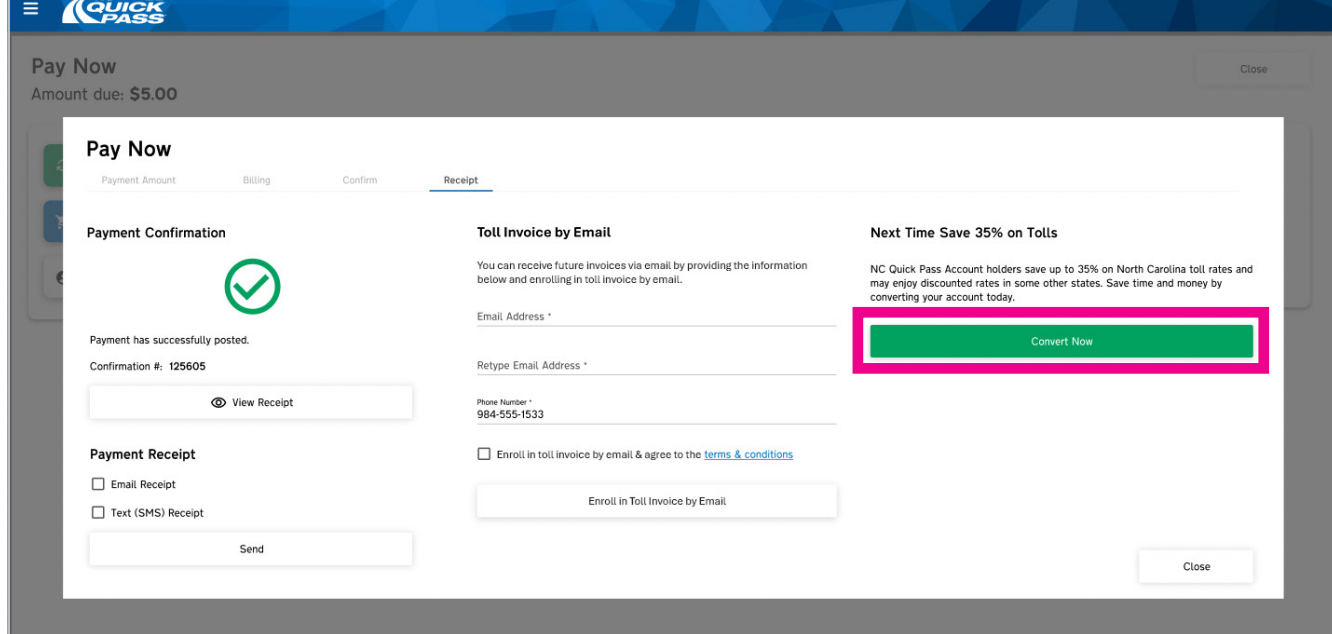 QUICK
PASS
Pay Now
Amount due: $5.00
Close
Pay Now
Payment Amount
Billing
Confirm
Receipt
Payment Confirmation
Payment has successfully posted.
Confirmation #: 125605
View Receipt
Payment Receipt
Email Receipt
Text (SMS) Receipt
Send
Toll Invoice by Email
You can receive future invoices via email by providing the information
below and enrolling in toll invoice by email.
Email Address *
Retype Email Address *
Phone Number *
984-555-1533
Enroll in toll invoice by email & agree to the terms & conditions
Enroll in Toll Invoice by Email
Next Time Save 35% on Tolls
NC Quick Pass Account holders save up to 35% on North Carolina toll rates and
may enjoy discounted rates in some other states. Save time and money by
converting your account today.
Convert Now
Close